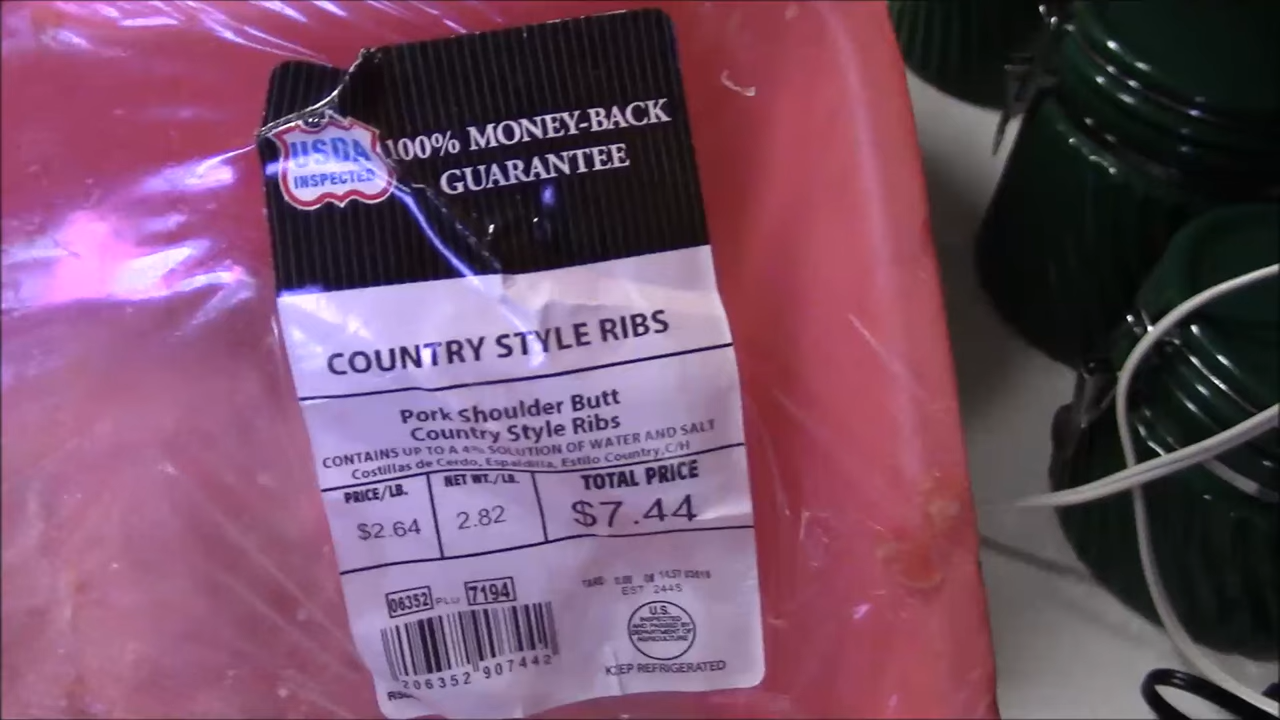 USDA
INSPECTED
100% MONEY-BACK
GUARANTEE
COUNTRY STYLE RIBS
Pork Shoulder Butt
Country Style Ribs
CONTAINS UP TO A 4% SOLUTION OF WATER AND SALT
Costillas de Cerdo, Espaldilla, Estilo Country, C/H
PRICE/LB. NET WT./LB. TOTAL PRICE
$2.64 2.82 $7.44
06352 PLU 7194
EST 2445
U.S.
INSPECTED
AND PASSED BY
DEPARTMENT OF
AGRICULTURE
206352 907442
KEEP REFRIGERATED